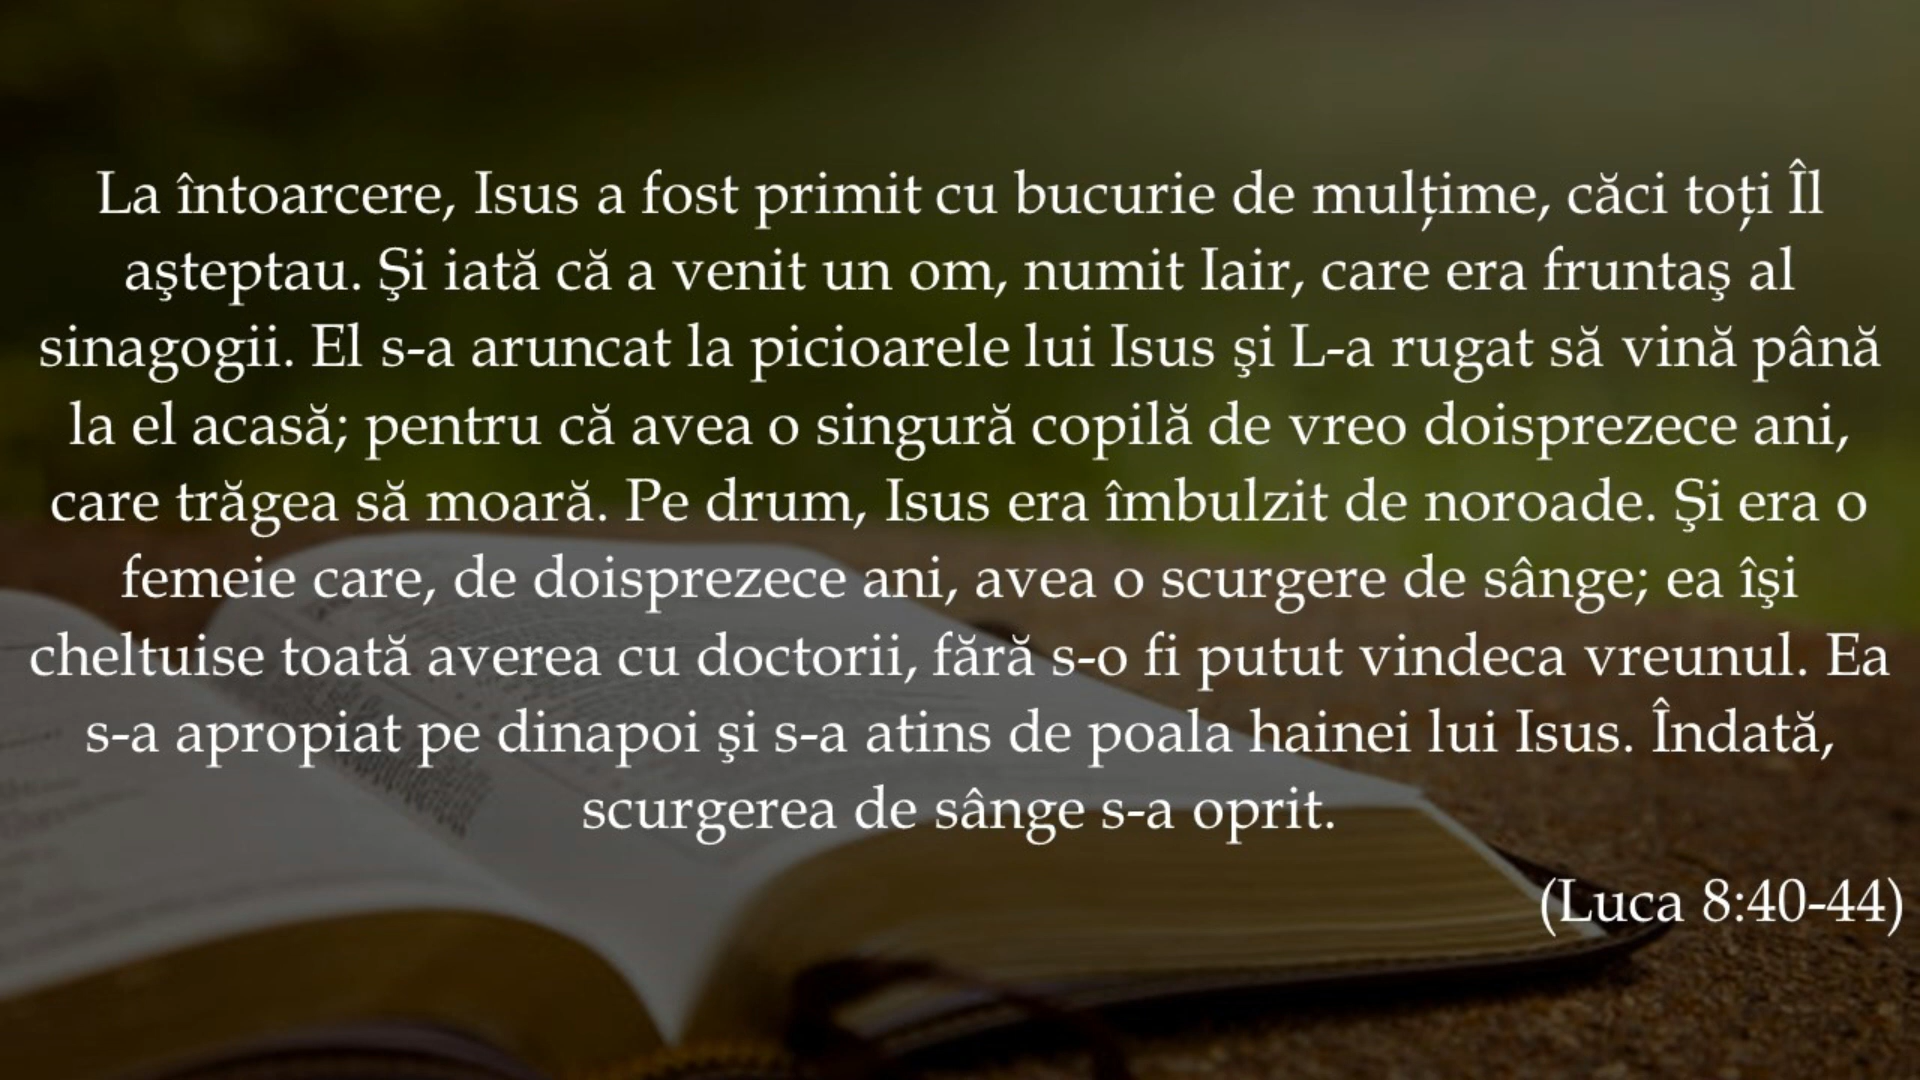 La întoarcere, Isus a fost primit cu bucurie de mulțime, căci toți Îl
aşteptau. Şi iată că a venit un om, numit Iair, care era fruntaş al
sinagogii. El s-a aruncat la picioarele lui Isus şi L-a rugat să vină până
la el acasă; pentru că avea o singură copilă de vreo doisprezece ani,
care trăgea să moară. Pe drum, Isus era îmbulzit de noroade. Şi era o
femeie care, de doisprezece ani, avea o scurgere de sânge; ea îşi
cheltuise toată averea cu doctorii, fără s-o fi putut vindeca vreunul. Ea
s-a apropiat pe dinapoi şi s-a atins de poala hainei lui Isus. Îndată,
scurgerea de sânge s-a oprit.
(Luca 8:40-44)